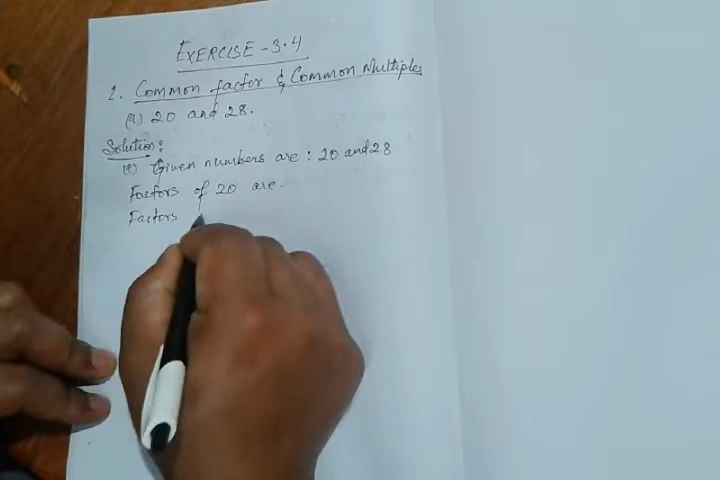 EXERCISE - 3.4
1. Common factor & Common Multiples
(a) 20 and 28.
Solution:
(a) Given numbers are : 20 and 28
Factors of 20 are.
Factors